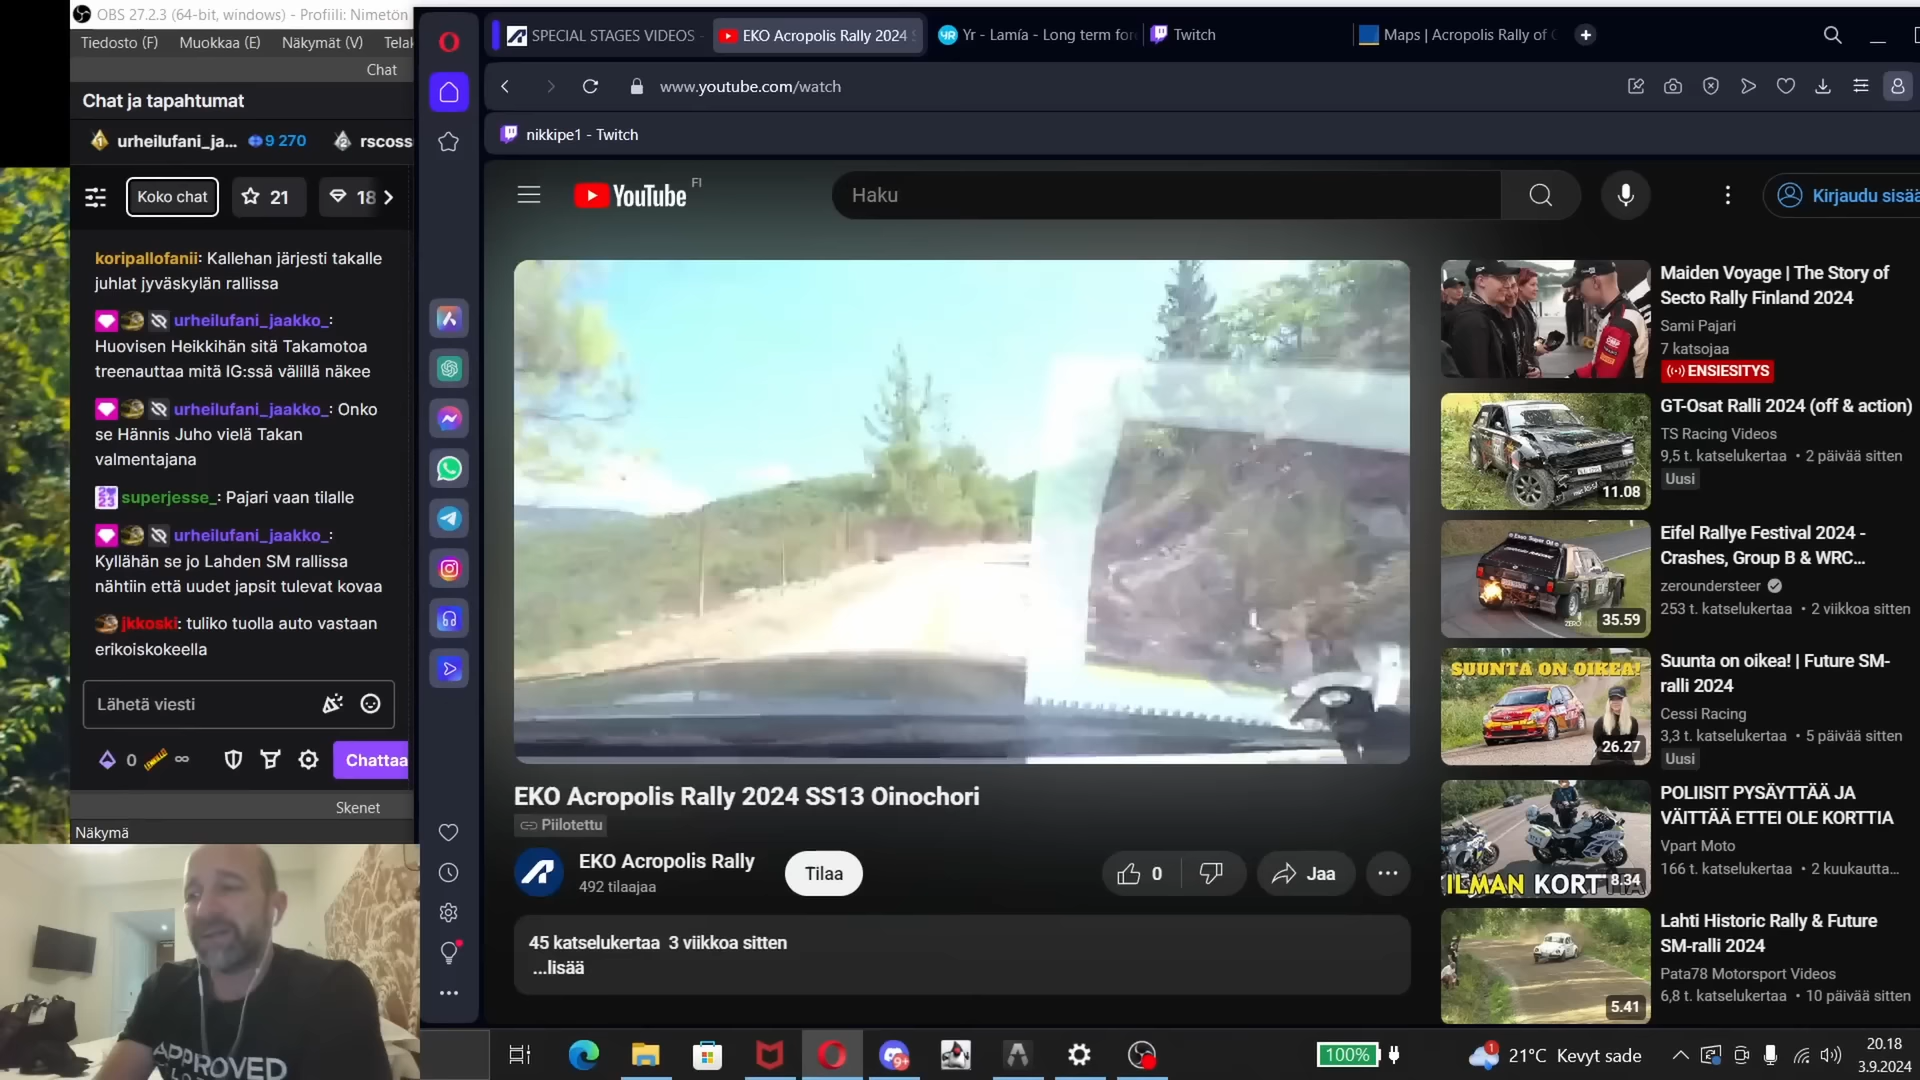 OBS 27.2.3 (64-bit, windows) - Profiili: Nimetön
Tiedosto (F) Muokkaa (E) Näkymät (V) Telak
Chat
Chat ja tapahtumat
1 urheilufani_ja... 9 270 2 rscoss
Koko chat 21 18
koripallofanii: Kallehan järjesti takalle
juhlat jyväskylän rallissa
urheilufani_jaakko_:
Huovisen Heikkihän sitä Takamotoa
treenauttaa mitä IG:ssä välillä näkee
urheilufani_jaakko_: Onko
se Hännis Juho vielä Takan
valmentajana
superjesse_: Pajari vaan tilalle
urheilufani_jaakko_:
Kyllähän se jo Lahden SM rallissa
nähtiin että uudet japsit tulevat kovaa
jkkoski: tuliko tuolla auto vastaan
erikoiskokeella
Lähetä viesti
0 ∞ Chattaa
Skenet
Näkymä
APPROVED
SPECIAL STAGES VIDEOS -
EKO Acropolis Rally 2024 S
Yr - Lamía - Long term for
Twitch
Maps | Acropolis Rally of G
www.youtube.com/watch
nikkipe1 - Twitch
YouTube FI
Haku
Kirjaudu sisää
EKO Acropolis Rally 2024 SS13 Oinochori
Piilotettu
EKO Acropolis Rally
492 tilaajaa
Tilaa
0
Jaa
45 katselukertaa 3 viikkoa sitten
...lisää
Maiden Voyage | The Story of
Secto Rally Finland 2024
Sami Pajari
7 katsojaa
ENSIESITYS
GT-Osat Ralli 2024 (off & action)
TS Racing Videos
9,5 t. katselukertaa • 2 päivää sitten
Uusi
11.08
Eifel Rallye Festival 2024 -
Crashes, Group B & WRC...
zeroundersteer
253 t. katselukertaa • 2 viikkoa sitten
35.59
SUUNTA ON OIKEA!
Suunta on oikea! | Future SM-
ralli 2024
Cessi Racing
3,3 t. katselukertaa • 5 päivää sitten
Uusi
26.27
POLIISIT PYSÄYTTÄÄ JA
VÄITTÄÄ ETTEI OLE KORTTIA
Vpart Moto
166 t. katselukertaa • 2 kuukautta...
ILMAN KORTTIA
8.34
Lahti Historic Rally & Future
SM-ralli 2024
Pata78 Motorsport Videos
6,8 t. katselukertaa • 10 päivää sitten
5.41
9+
100%
1
21°C Kevyt sade
20.18
3.9.2024